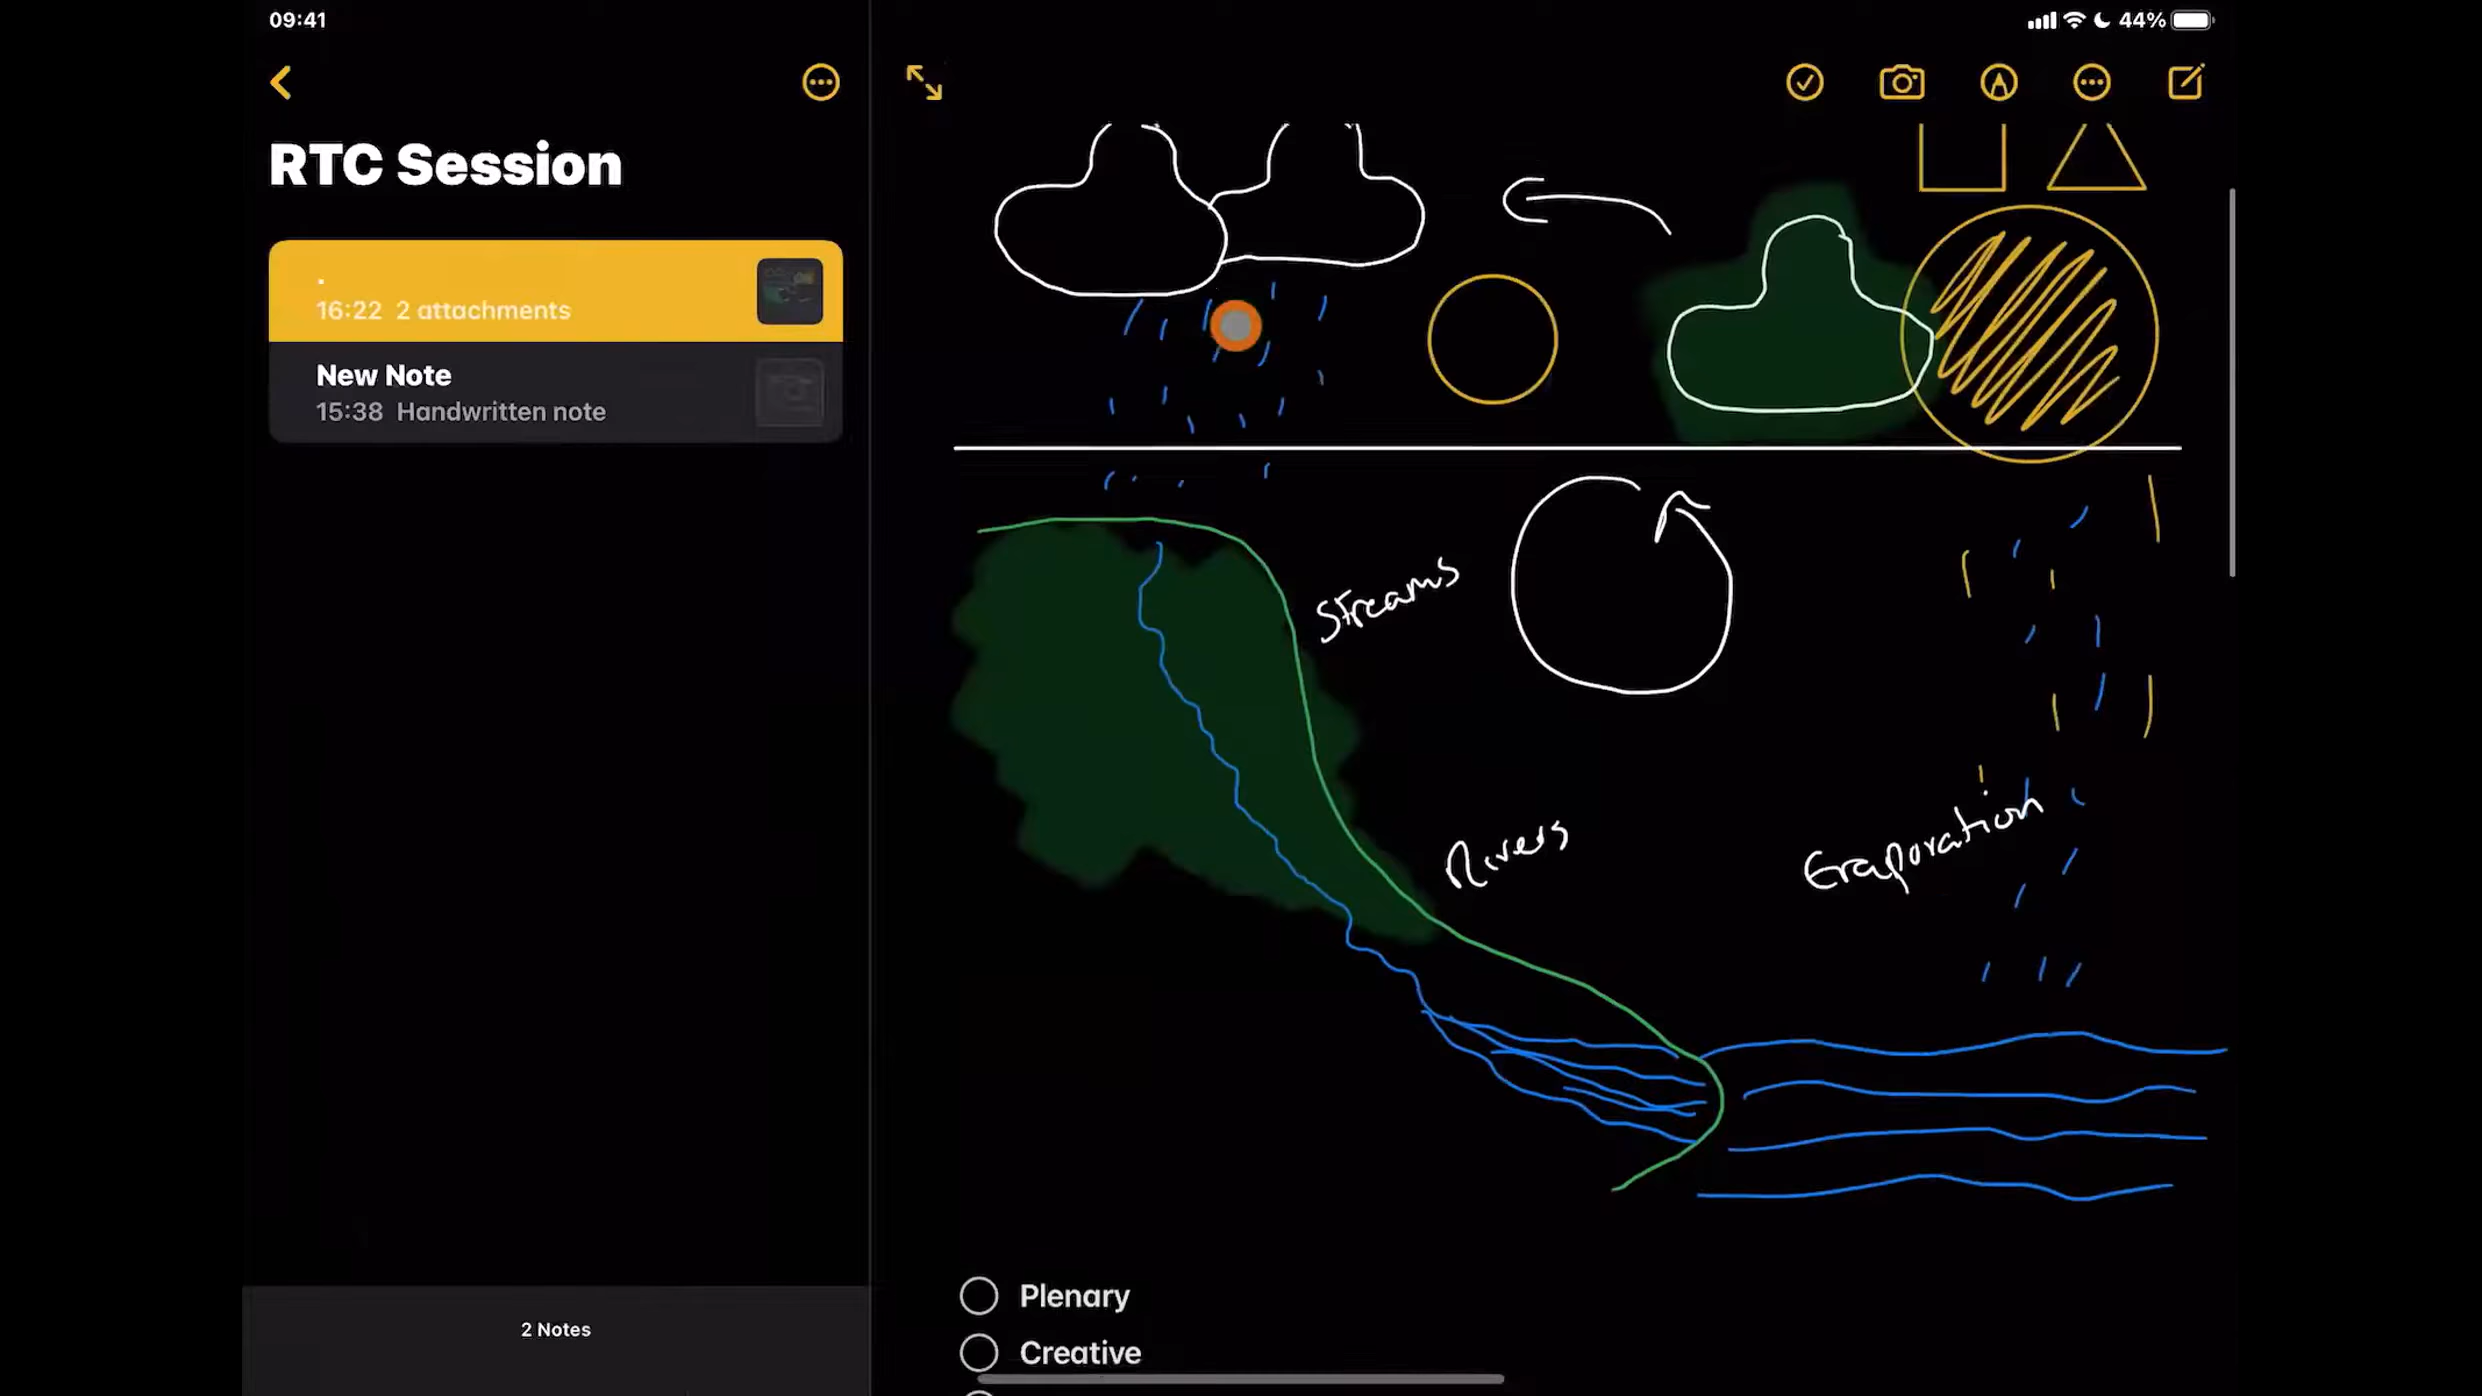 09:41
44%
RTC Session
.
16:22 2 attachments
New Note
15:38 Handwritten note
2 Notes
Streams
Rivers
Evaporation
Plenary
Creative